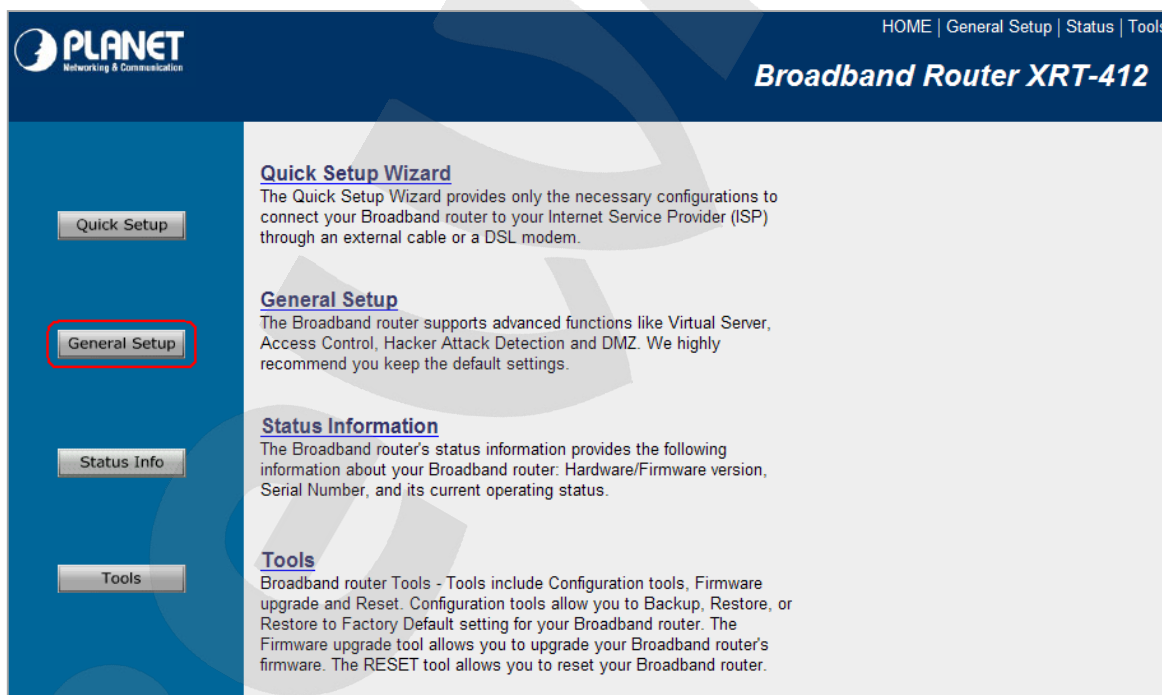 PLANET
Networking & Communication
HOME | General Setup | Status | Tools
Broadband Router XRT-412
Quick Setup
Quick Setup Wizard
The Quick Setup Wizard provides only the necessary configurations to
connect your Broadband router to your Internet Service Provider (ISP)
through an external cable or a DSL modem.
General Setup
General Setup
The Broadband router supports advanced functions like Virtual Server,
Access Control, Hacker Attack Detection and DMZ. We highly
recommend you keep the default settings.
Status Info
Status Information
The Broadband router's status information provides the following
information about your Broadband router: Hardware/Firmware version,
Serial Number, and its current operating status.
Tools
Tools
Broadband router Tools - Tools include Configuration tools, Firmware
upgrade and Reset. Configuration tools allow you to Backup, Restore, or
Restore to Factory Default setting for your Broadband router. The
Firmware upgrade tool allows you to upgrade your Broadband router's
firmware. The RESET tool allows you to reset your Broadband router.